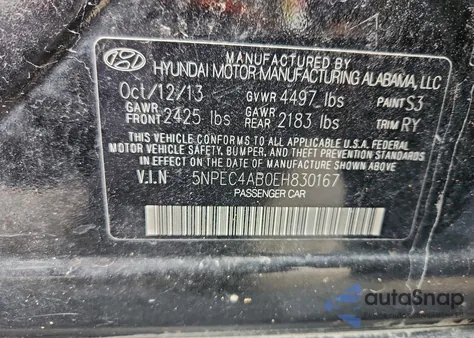 MANUFACTURED BY
HYUNDAI MOTOR MANUFACTURING ALABAMA, LLC
Oct/12/13 GVWR 4497 lbs PAINT S3
GAWR FRONT 2425 lbs GAWR REAR 2183 lbs TRIM RY
THIS VEHICLE CONFORMS TO ALL APPLICABLE U.S.A. FEDERAL
MOTOR VEHICLE SAFETY, BUMPER, AND THEFT PREVENTION STANDARDS
IN EFFECT ON THE DATE OF MANUFACTURE SHOWN ABOVE
V.I.N 5NPEC4AB0EH830167
PASSENGER CAR
autoSnap